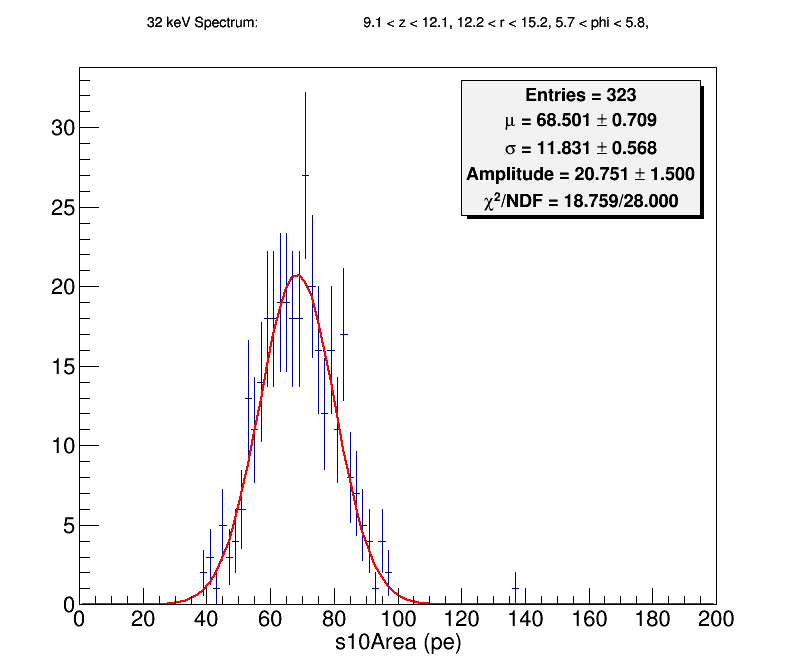 32 keV Spectrum: 9.1 < z < 12.1, 12.2 < r < 15.2, 5.7 < phi < 5.8,
Entries = 323
μ = 68.501 ± 0.709
σ = 11.831 ± 0.568
Amplitude = 20.751 ± 1.500
χ²/NDF = 18.759/28.000
30
25
20
15
10
5
0
0 20 40 60 80 100 120 140 160 180 200
s10Area (pe)